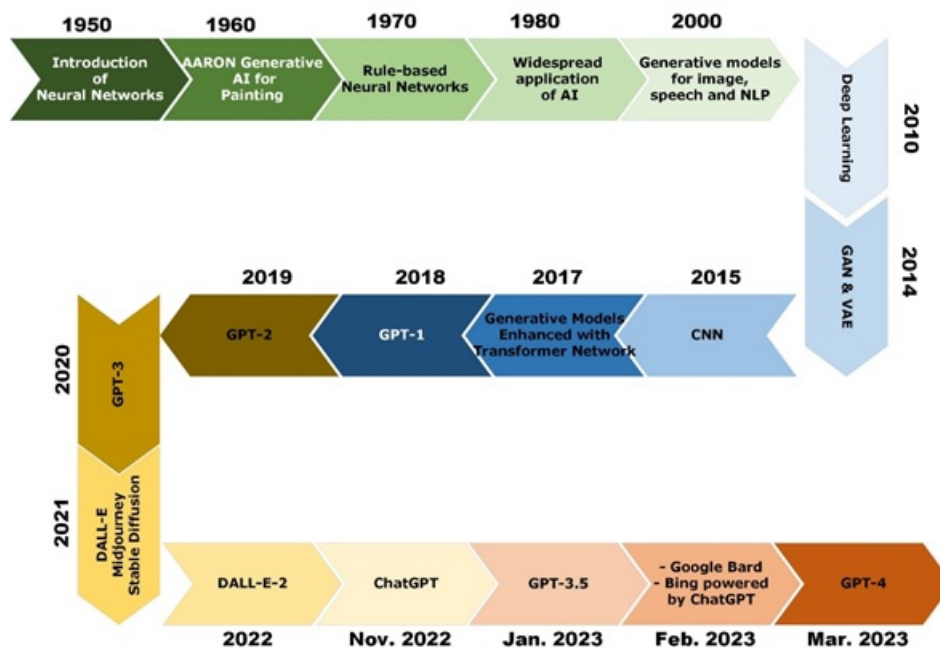 1950
1960
1970
1980
2000
Introduction
of
Neural Networks
AARON Generative
AI for
Painting
Rule-based
Neural Networks
Widespread
application
of AI
Generative models
for image,
speech and NLP
Deep Learning
2010
GAN & VAE
2014
2015
CNN
2017
Generative Models
Enhanced with
Transformer Network
2018
GPT-1
2019
GPT-2
2020
GPT-3
2021
DALL-E
Midjourney
Stable Diffusion
DALL-E-2
2022
ChatGPT
Nov. 2022
GPT-3.5
Jan. 2023
- Google Bard
- Bing powered
by ChatGPT
Feb. 2023
GPT-4
Mar. 2023